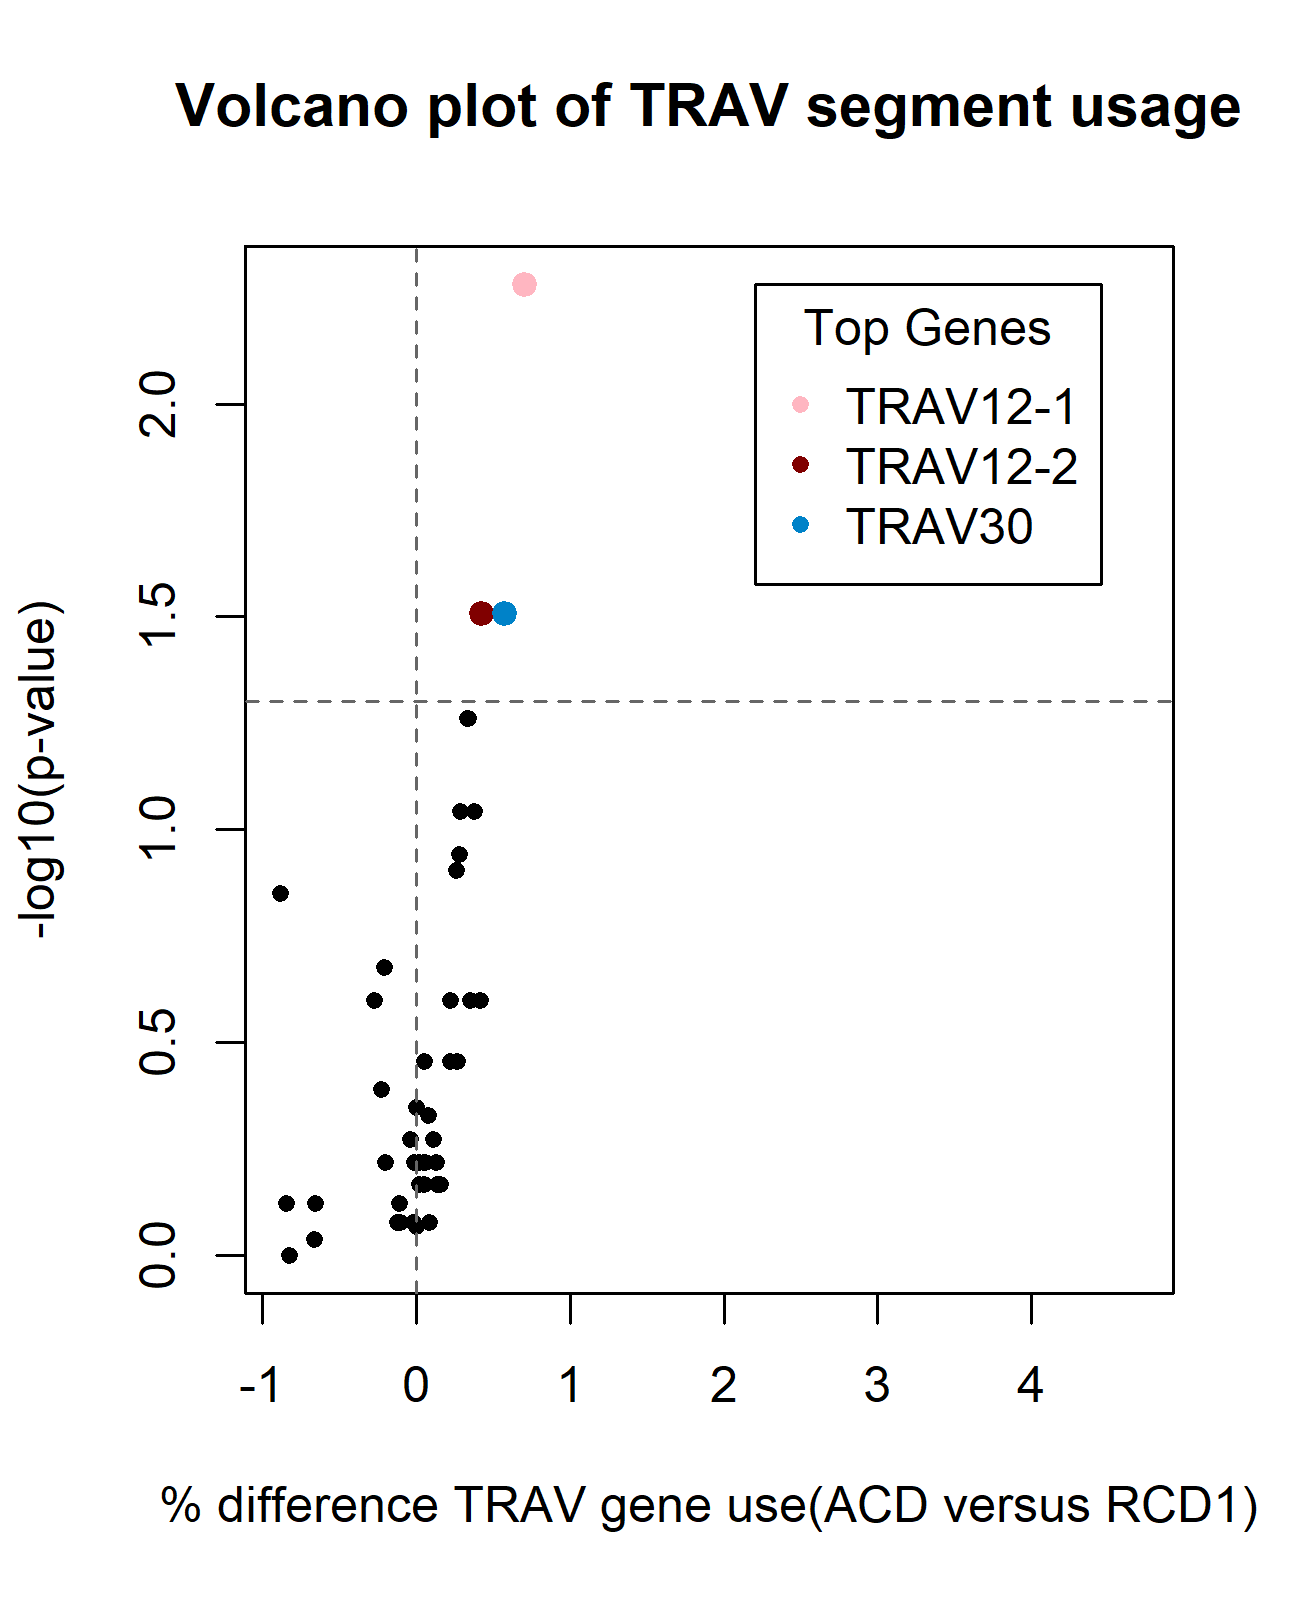 Volcano plot of TRAV segment usage
Top Genes
TRAV12-1
TRAV12-2
TRAV30
-log10(p-value)
2.0
1.5
1.0
0.5
0.0
-1 0 1 2 3 4
% difference TRAV gene use(ACD versus RCD1)